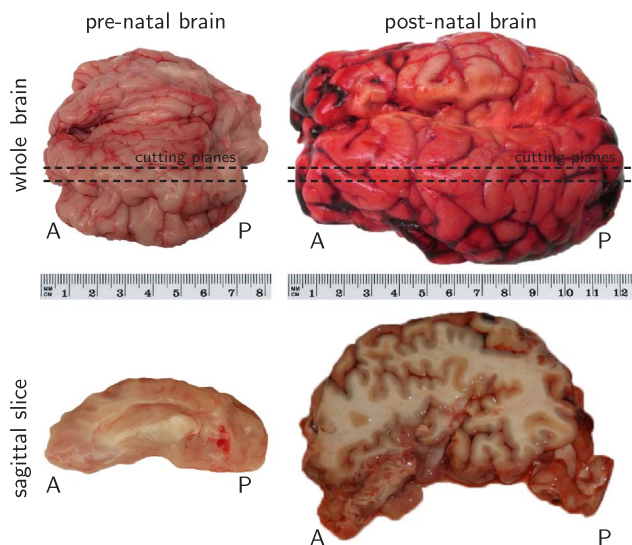 pre-natal brain
post-natal brain
whole brain
cutting planes
cutting planes
A
P
A
P
MM
CM
1 2 3 4 5 6 7 8
MM
CM
1 2 3 4 5 6 7 8 9 10 11 12
sagittal slice
A
P
A
P